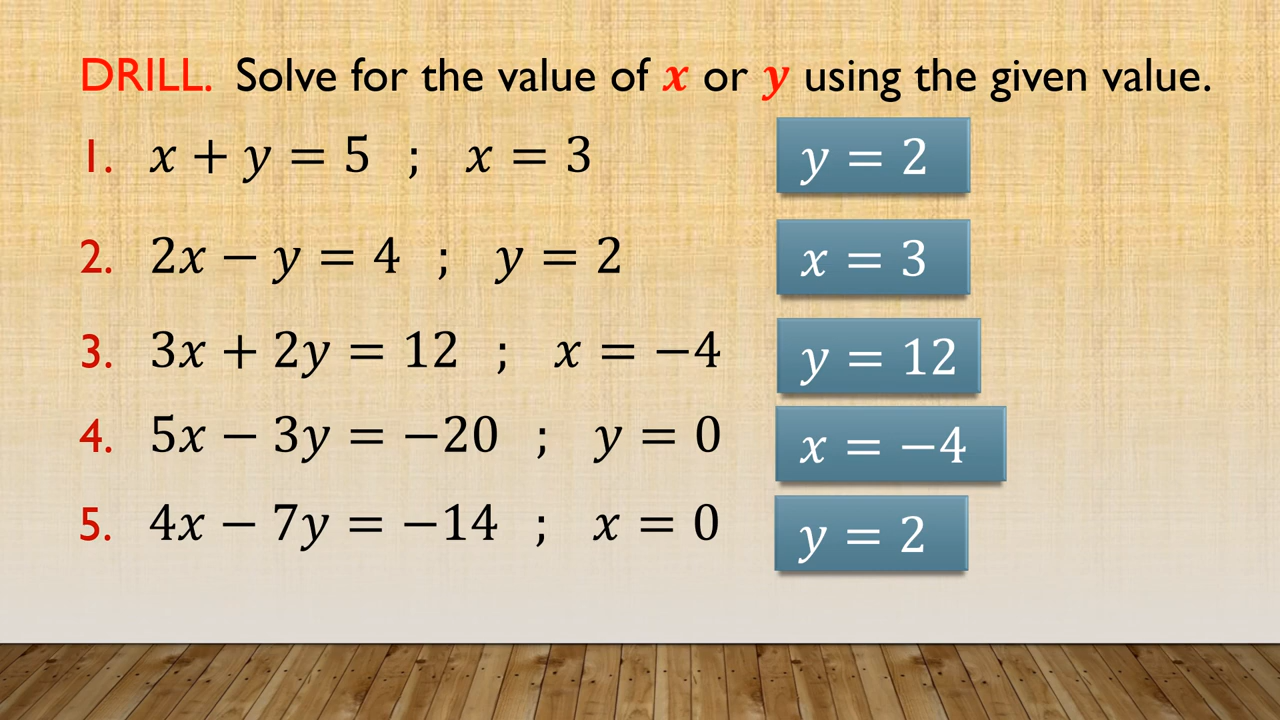 DRILL. Solve for the value of x or y using the given value.
1. x + y = 5 ; x = 3 y = 2
2. 2x − y = 4 ; y = 2 x = 3
3. 3x + 2y = 12 ; x = −4 y = 12
4. 5x − 3y = −20 ; y = 0 x = −4
5. 4x − 7y = −14 ; x = 0 y = 2